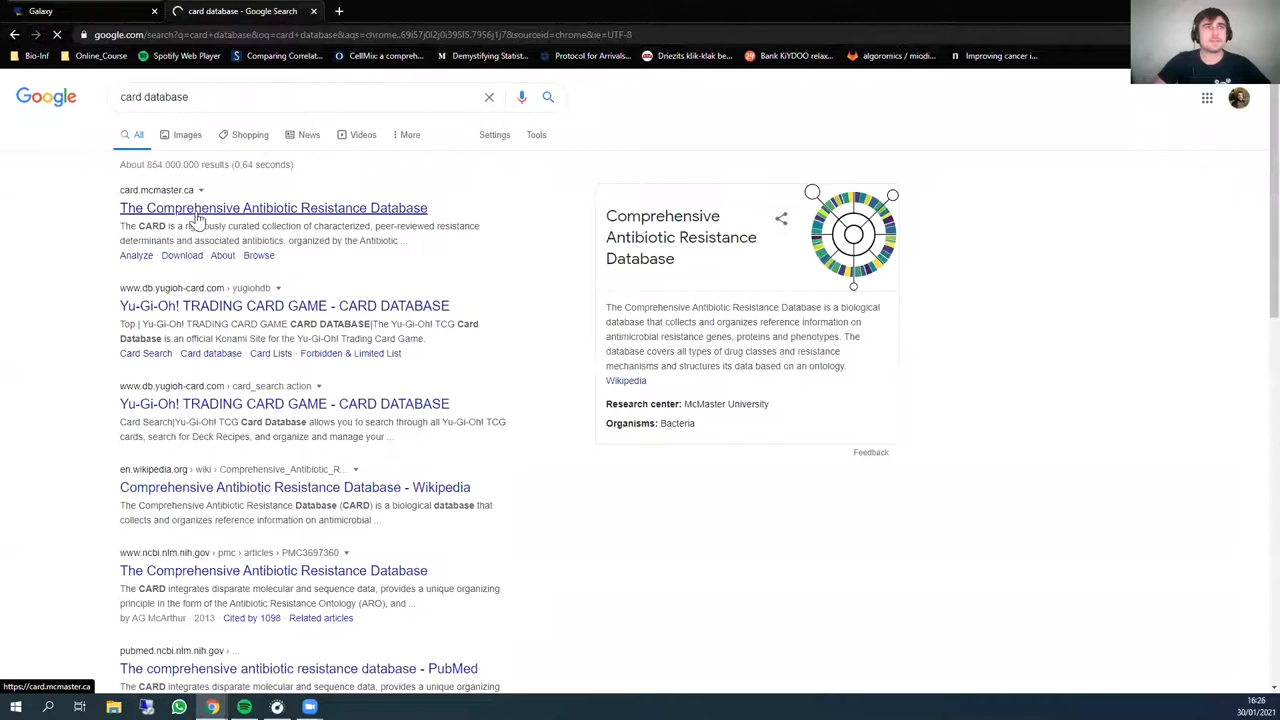 Galaxy
card database - Google Search
google.com/search?q=card+database&oq=card+database&aqs=chrome..69i57j0l2j0i395l5.7956j1j7&sourceid=chrome&ie=UTF-8
Bio-Inf
Online_Course
Spotify Web Player
Comparing Correlat...
CellMix: a compreh...
Demystifying Statist...
Protocol for Arrivals...
Driezits klik-klak be...
Bank KiYDOO relax...
algoromics / miodi...
Improving cancer i...
Google
card database
All
Images
Shopping
News
Videos
More
Settings
Tools
About 854.000.000 results (0,64 seconds)
card.mcmaster.ca
The Comprehensive Antibiotic Resistance Database
The CARD is a rigorously curated collection of characterized, peer-reviewed resistance
determinants and associated antibiotics, organized by the Antibiotic ...
Analyze · Download · About · Browse
www.db.yugioh-card.com › yugiohdb
Yu-Gi-Oh! TRADING CARD GAME - CARD DATABASE
Top | Yu-Gi-Oh! TRADING CARD GAME CARD DATABASE|The Yu-Gi-Oh! TCG Card
Database is an official Konami Site for the Yu-Gi-Oh! Trading Card Game.
Card Search · Card database · Card Lists · Forbidden & Limited List
www.db.yugioh-card.com › card_search.action
Yu-Gi-Oh! TRADING CARD GAME - CARD DATABASE
Card Search|Yu-Gi-Oh! TCG Card Database allows you to search through all Yu-Gi-Oh! TCG
cards, search for Deck Recipes, and organize and manage your ...
en.wikipedia.org › wiki › Comprehensive_Antibiotic_R...
Comprehensive Antibiotic Resistance Database - Wikipedia
The Comprehensive Antibiotic Resistance Database (CARD) is a biological database that
collects and organizes reference information on antimicrobial ...
www.ncbi.nlm.nih.gov › pmc › articles › PMC3697360
The Comprehensive Antibiotic Resistance Database
The CARD integrates disparate molecular and sequence data, provides a unique organizing
principle in the form of the Antibiotic Resistance Ontology (ARO), and ...
by AG McArthur · 2013 · Cited by 1098 · Related articles
pubmed.ncbi.nlm.nih.gov › ...
The comprehensive antibiotic resistance database - PubMed
The CARD integrates disparate molecular and sequence data, provides a unique organizing
Comprehensive
Antibiotic Resistance
Database
The Comprehensive Antibiotic Resistance Database is a biological
database that collects and organizes reference information on
antimicrobial resistance genes, proteins and phenotypes. The
database covers all types of drug classes and resistance
mechanisms and structures its data based on an ontology.
Wikipedia
Research center: McMaster University
Organisms: Bacteria
Feedback
https://card.mcmaster.ca
16:26
30/01/2021